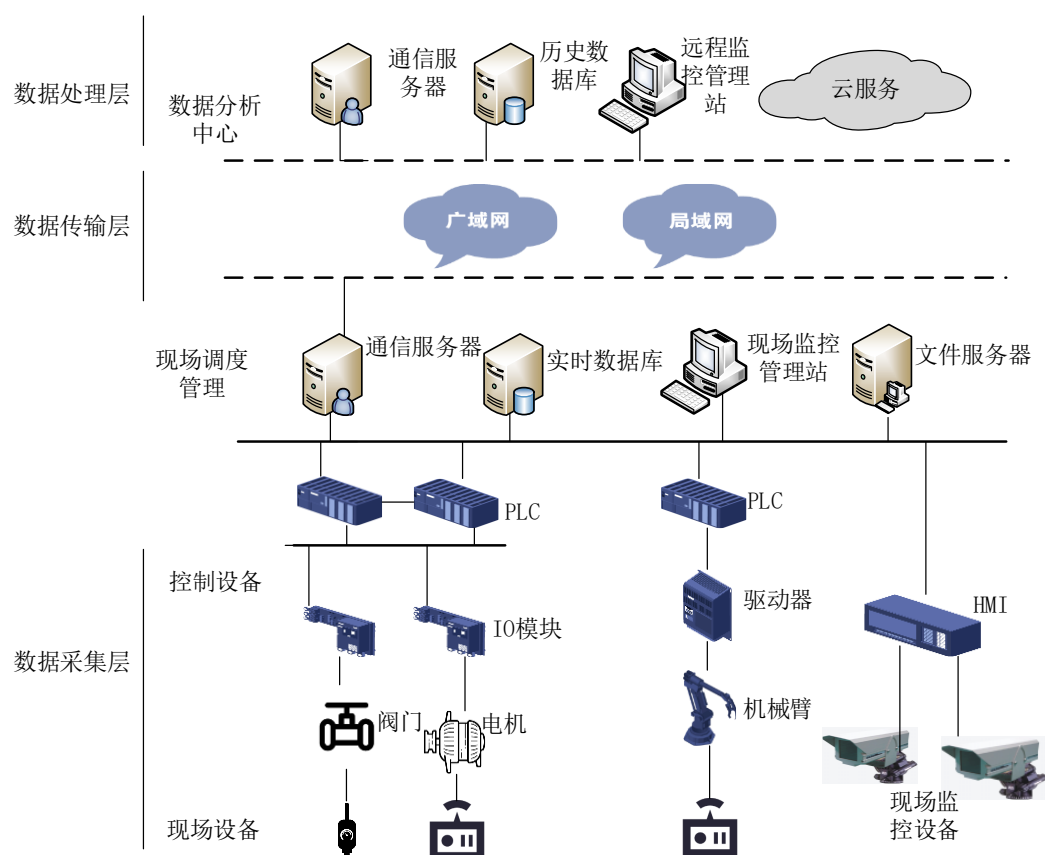 通信服
务器
历史数
据库
远程监
控管理
站
云服务
数据处理层
数据分析
中心
数据传输层
广域网
局域网
现场调度
管理
通信服务器
实时数据库
现场监控
管理站
文件服务器
PLC
PLC
控制设备
IO模块
驱动器
HMI
数据采集层
阀门
电机
机械臂
现场设备
现场监
控设备